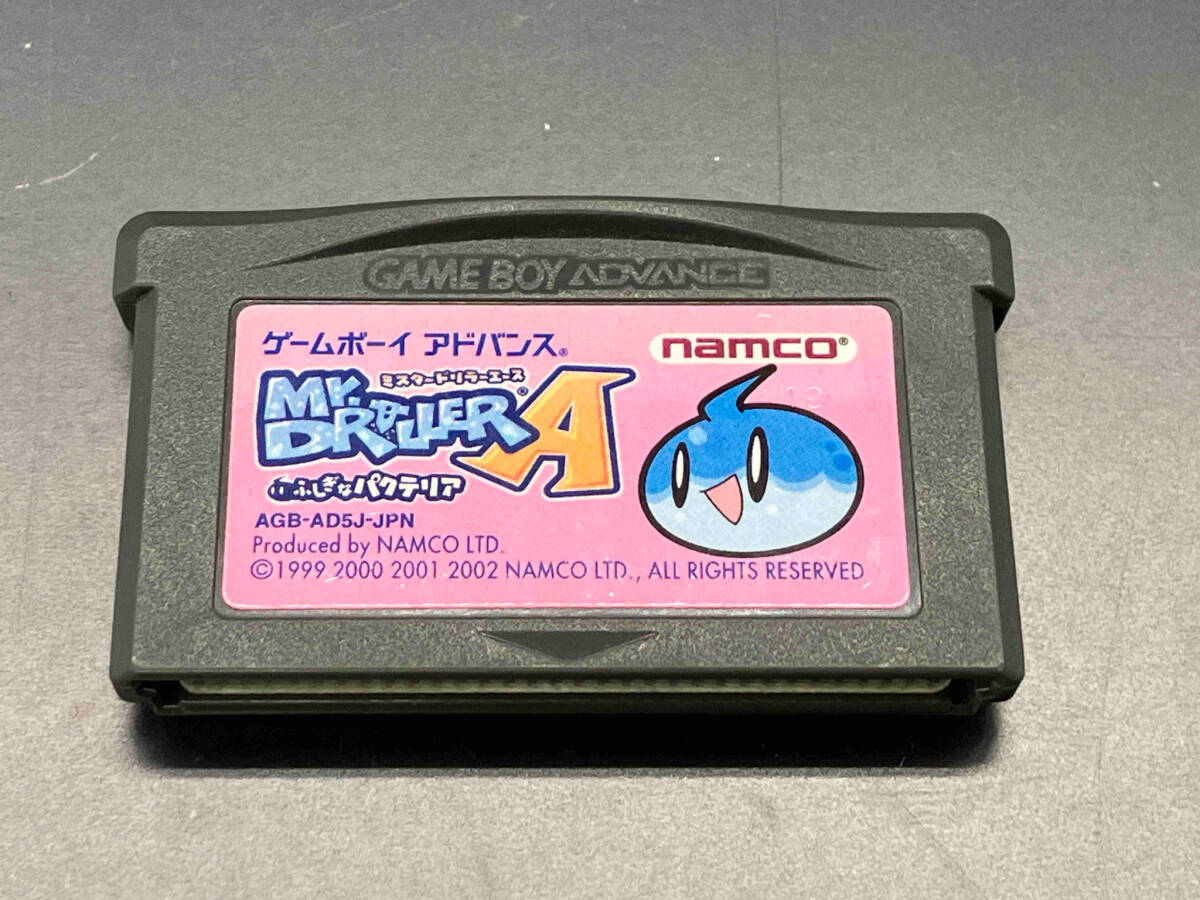 GAME BOY ADVANCE
ゲームボーイ アドバンス®
namco®
ミスタードリラーエース
MR. DRILLER® A
ふしぎなパクテリア
19
AGB-AD5J-JPN
Produced by NAMCO LTD.
©1999 2000 2001 2002 NAMCO LTD., ALL RIGHTS RESERVED